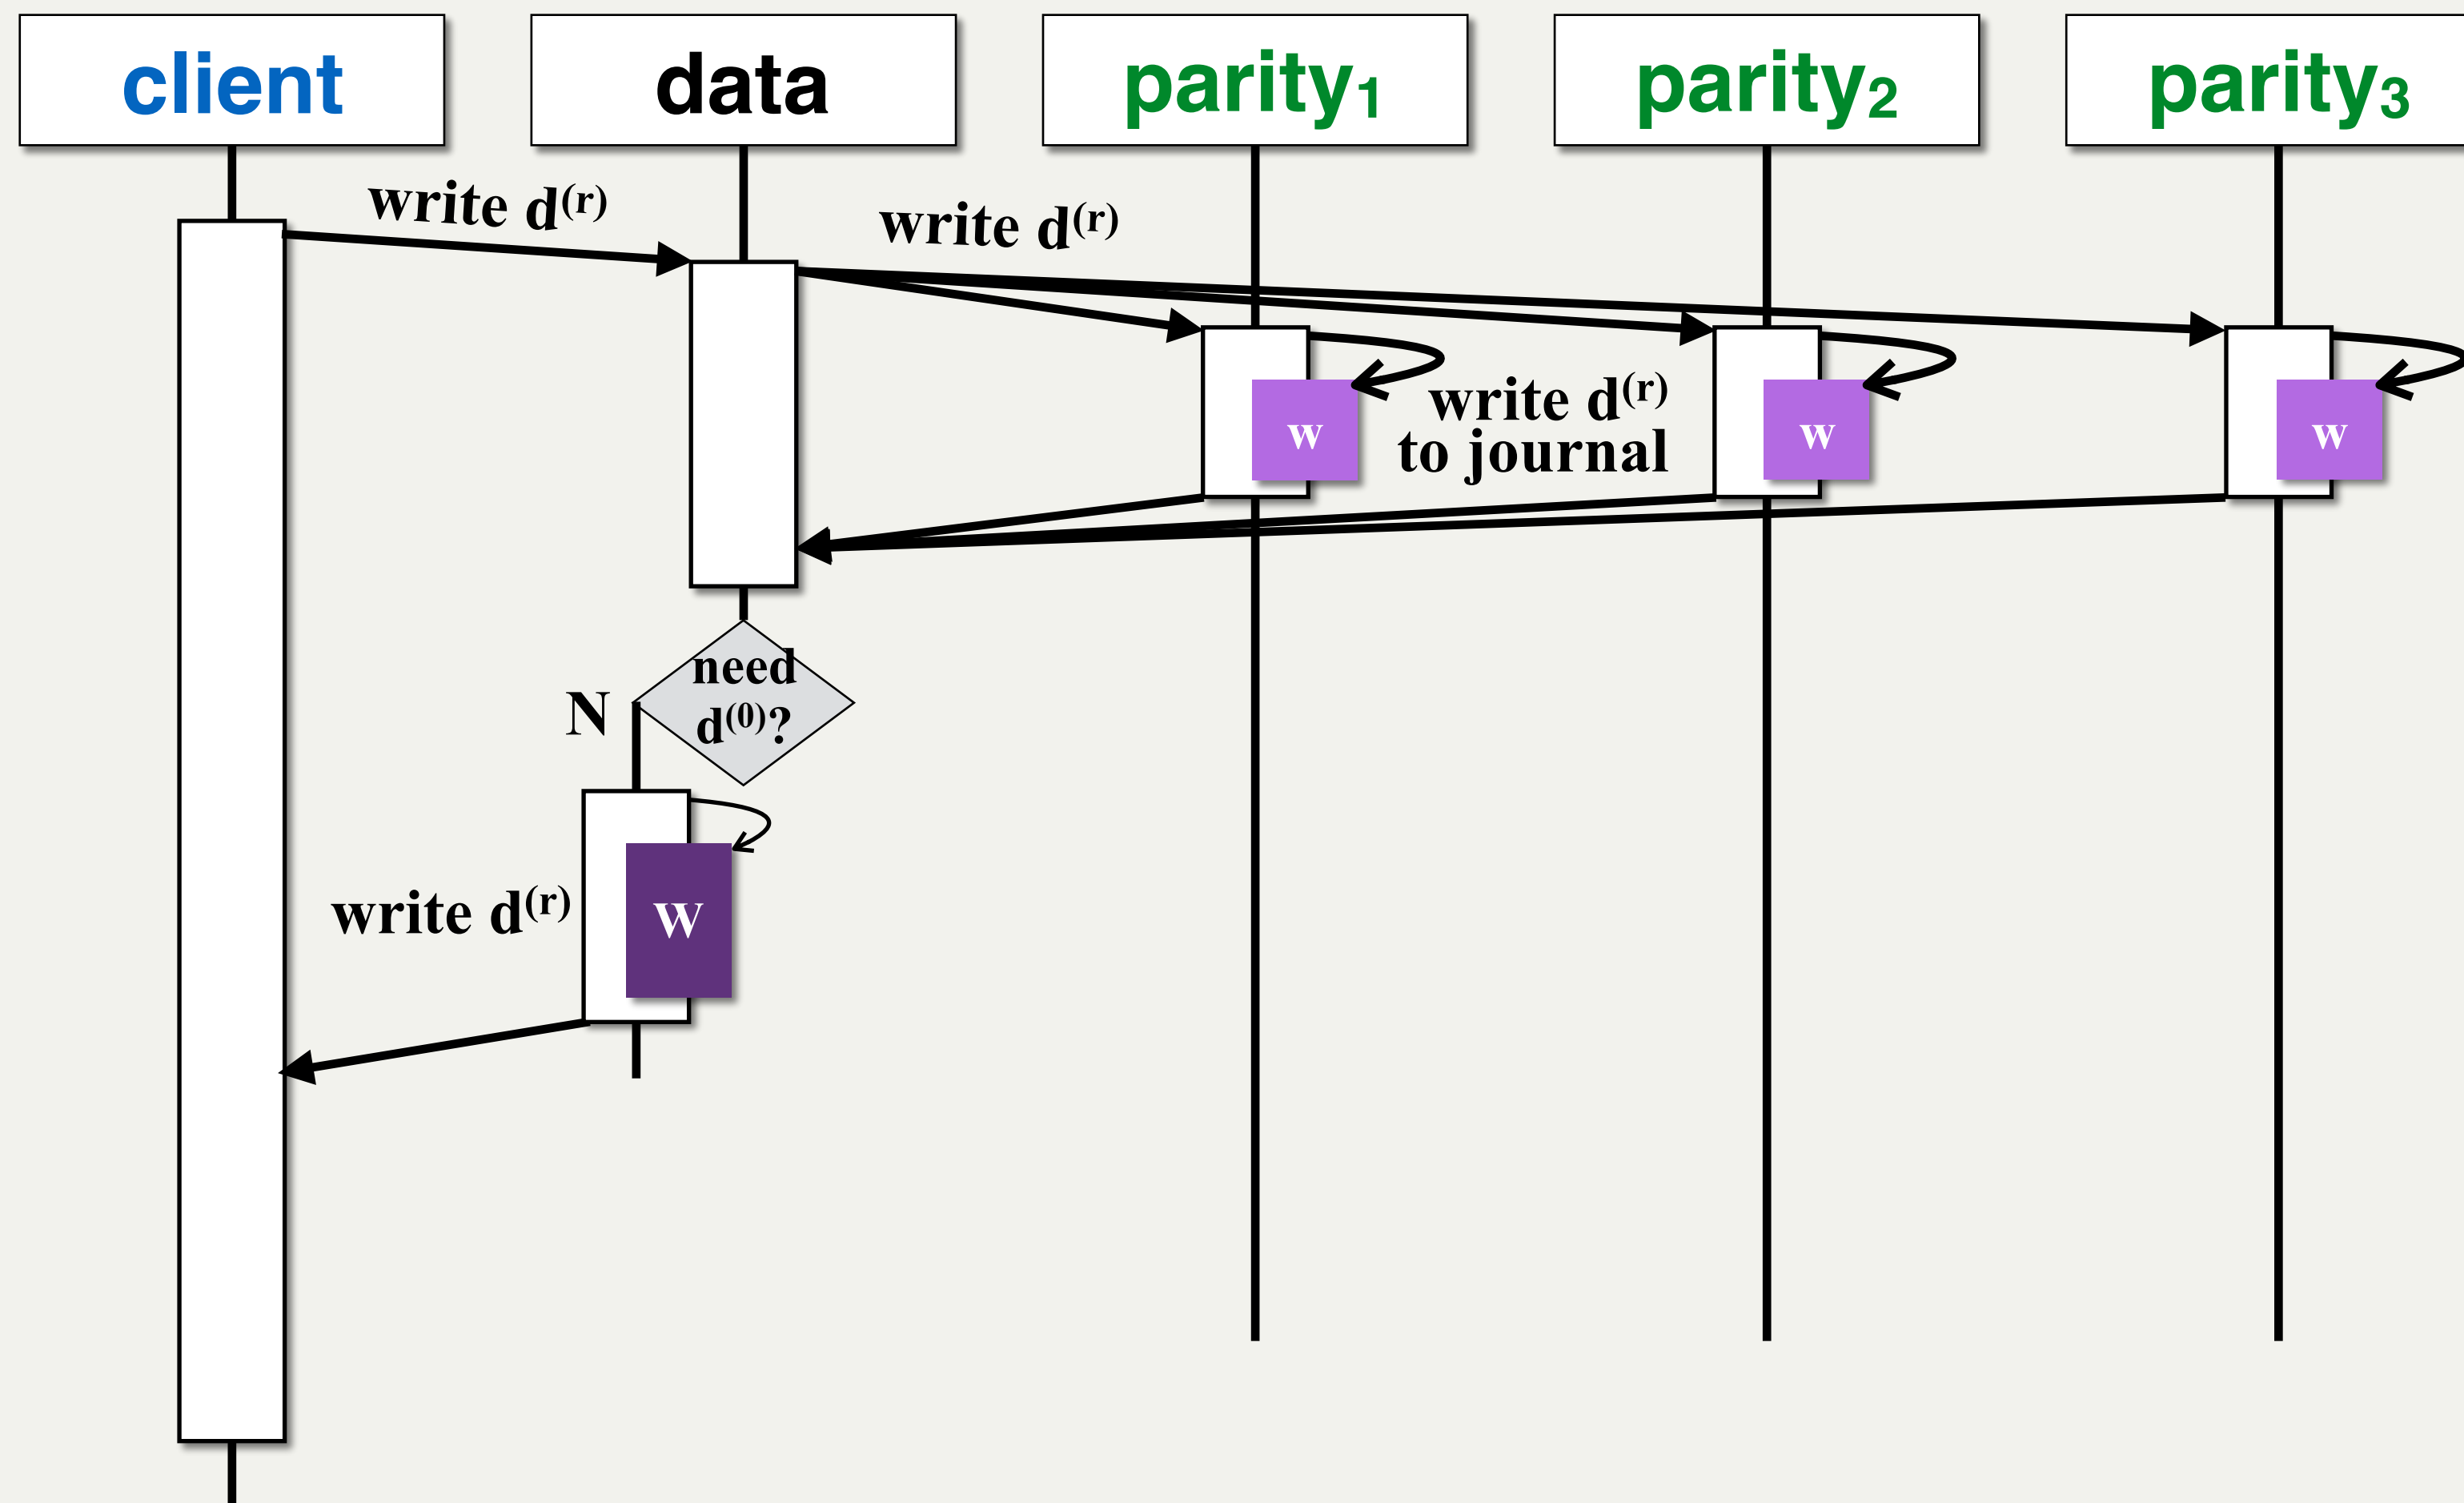 client
data
parity₁
parity₂
parity₃
write d⁽ʳ⁾
write d⁽ʳ⁾
write d⁽ʳ⁾
to journal
w
w
w
need
d⁽⁰⁾?
N
write d⁽ʳ⁾
W